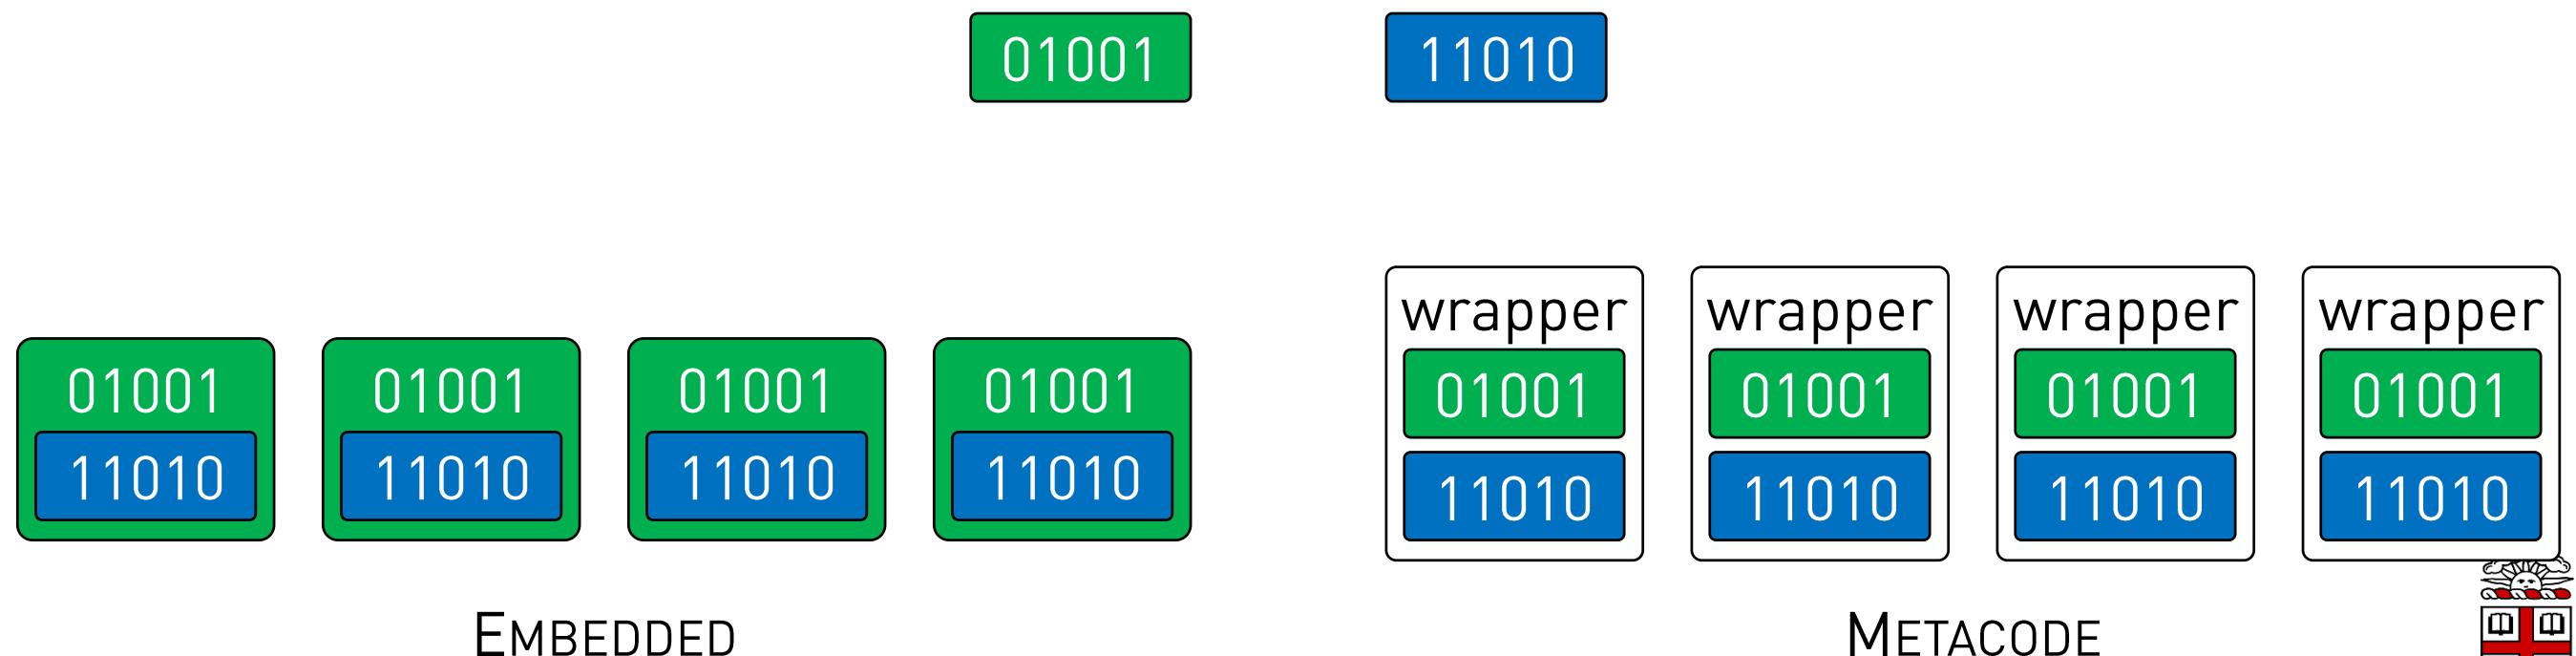 01001 11010
wrapper wrapper wrapper wrapper
01001 01001 01001 01001 01001 01001 01001 01001
11010 11010 11010 11010 11010 11010 11010 11010
EMBEDDED METACODE